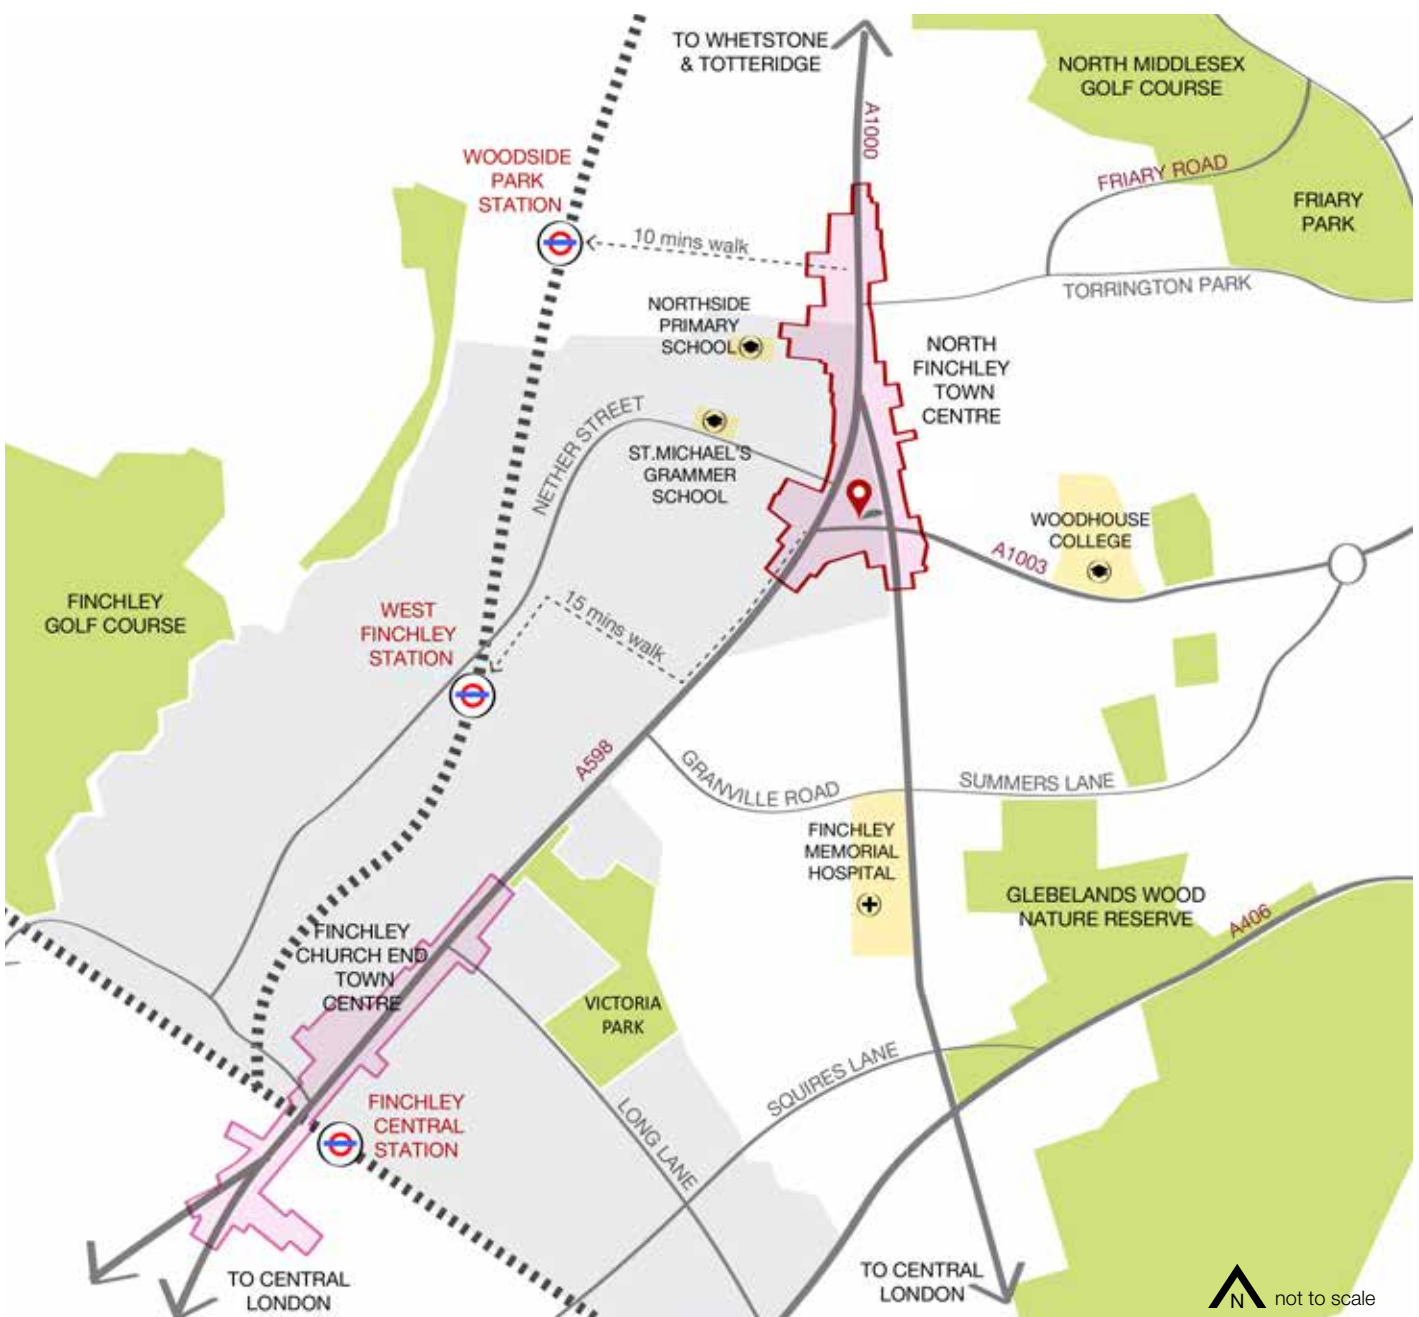 TO WHETSTONE
& TOTTERIDGE
A1000
NORTH MIDDLESEX
GOLF COURSE
FRIARY ROAD
FRIARY
PARK
WOODSIDE
PARK
STATION
10 mins walk
TORRINGTON PARK
NORTHSIDE
PRIMARY
SCHOOL
NORTH
FINCHLEY
TOWN
CENTRE
NETHER STREET
ST.MICHAEL'S
GRAMMER
SCHOOL
WOODHOUSE
COLLEGE
A1003
FINCHLEY
GOLF COURSE
WEST
FINCHLEY
STATION
15 mins walk
A598
GRANVILLE ROAD
SUMMERS LANE
FINCHLEY
MEMORIAL
HOSPITAL
GLEBELANDS WOOD
NATURE RESERVE
A406
FINCHLEY
CHURCH END
TOWN
CENTRE
VICTORIA
PARK
SQUIRES LANE
LONG LANE
FINCHLEY
CENTRAL
STATION
TO CENTRAL
LONDON
TO CENTRAL
LONDON
N
not to scale